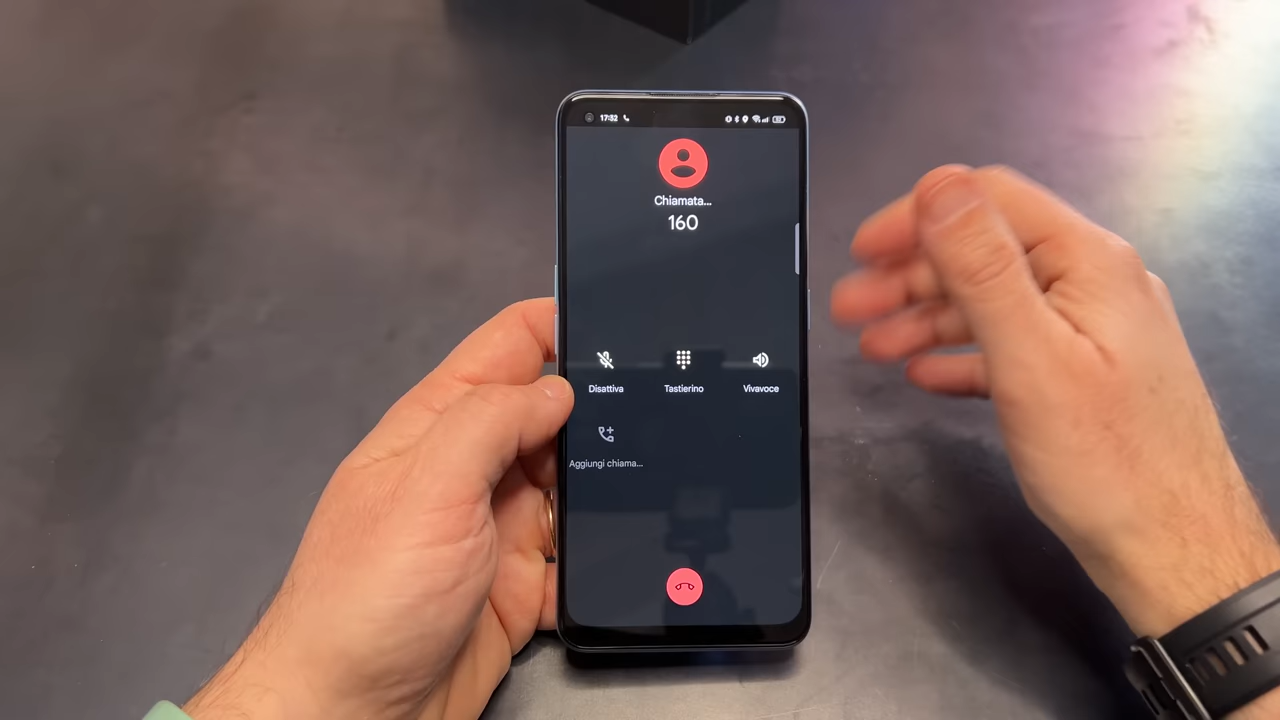 17:32
Chiamata...
160
Disattiva
Tastierino
Vivavoce
Aggiungi chiama...